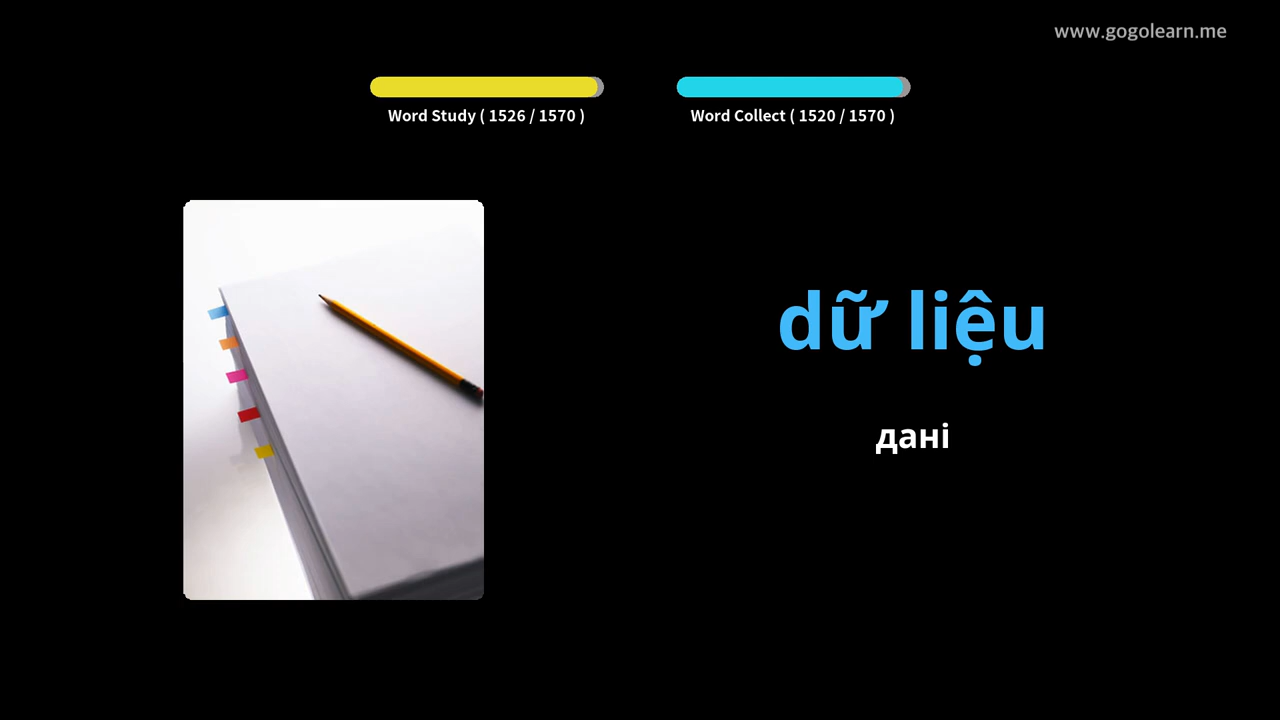 www.gogolearn.me
Word Study ( 1526 / 1570 )
Word Collect ( 1520 / 1570 )
dữ liệu
дані